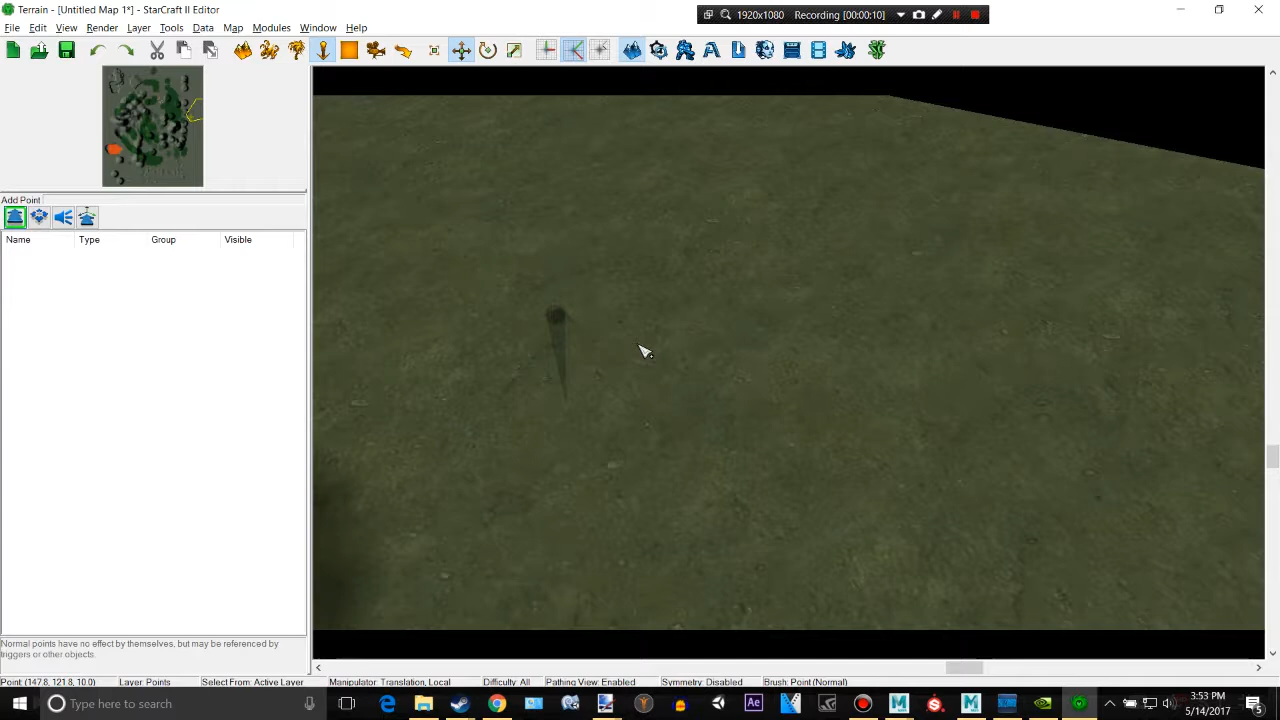 Terrain - [Untitled Map 1*] - StarCraft II Editor
1920x1080 Recording [00:00:10]
File Edit View Render Layer Tools Data Map Modules Window Help
Add Point
Name Type Group Visible
Normal points have no effect by themselves, but may be referenced by
triggers or other objects.
Point: (147.8, 121.8, 10.0) Layer: Points Select From: Active Layer Manipulator: Translation, Local Difficulty: All Pathing View: Enabled Symmetry: Disabled Brush: Point (Normal)
Type here to search
Ae
3:53 PM
5/14/2017
5